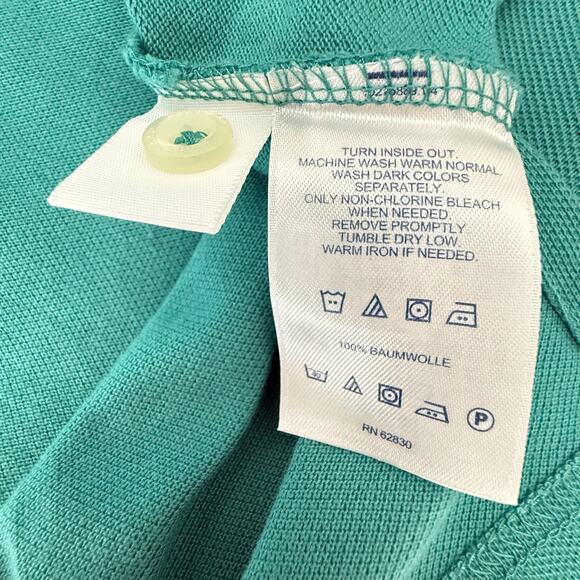 TURN INSIDE OUT.
MACHINE WASH WARM NORMAL
WASH DARK COLORS
SEPARATELY.
ONLY NON-CHLORINE BLEACH
WHEN NEEDED.
REMOVE PROMPTLY
TUMBLE DRY LOW.
WARM IRON IF NEEDED.
100% BAUMWOLLE
40
P
RN 62830